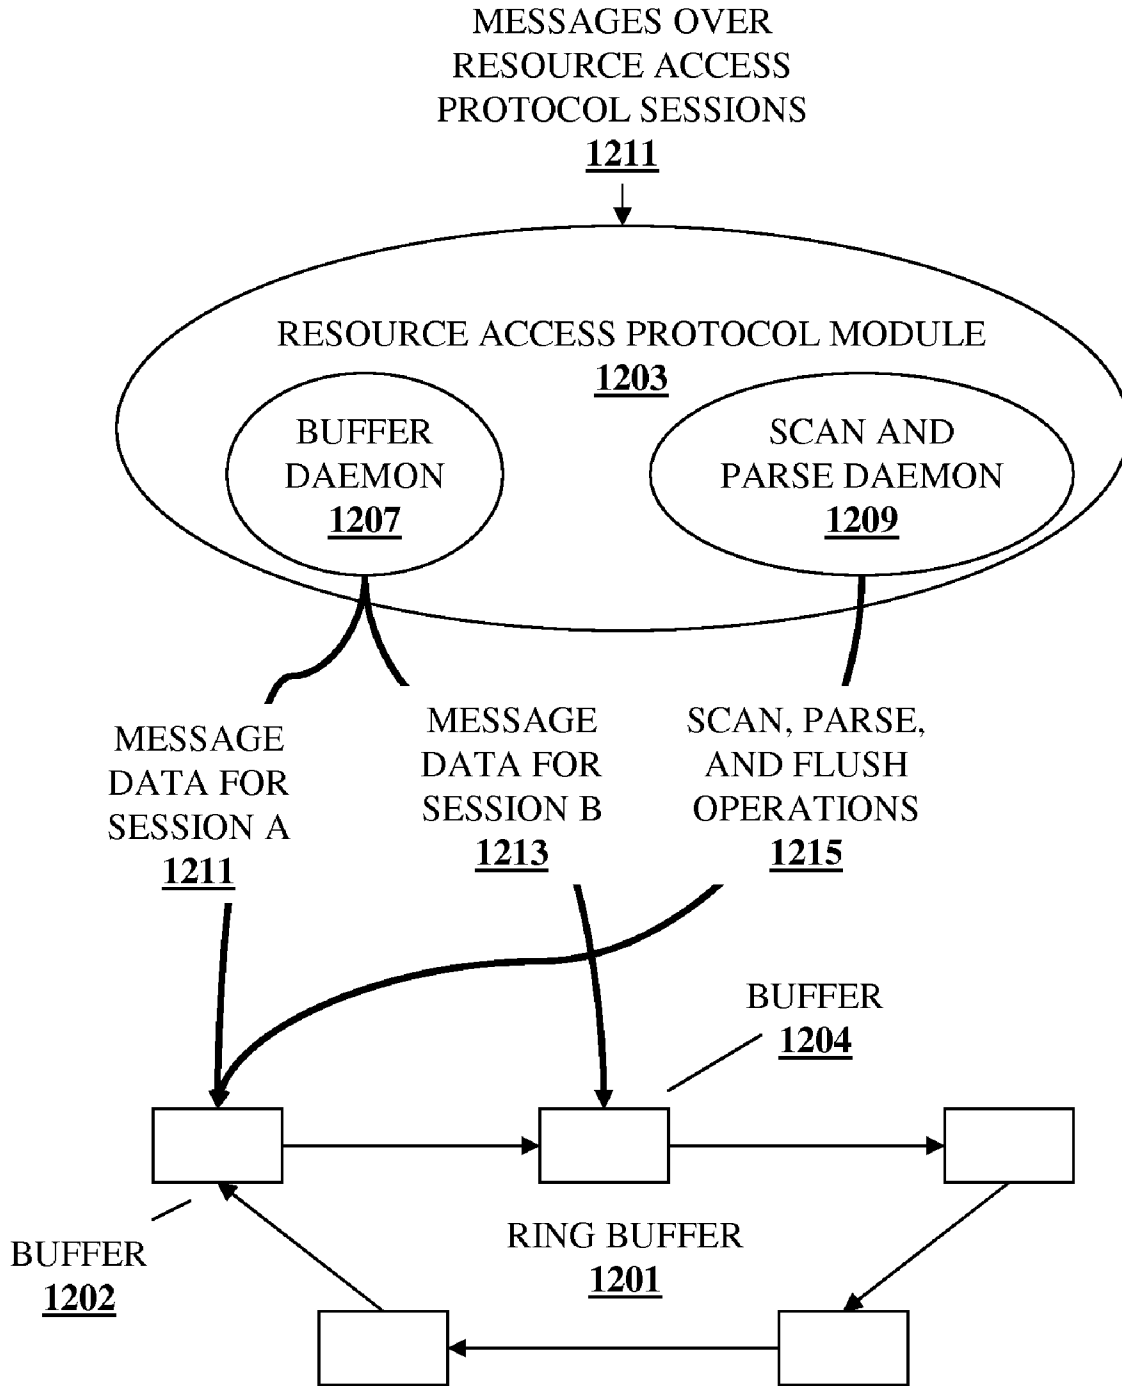 MESSAGES OVER
RESOURCE ACCESS
PROTOCOL SESSIONS
1211
RESOURCE ACCESS PROTOCOL MODULE
1203
BUFFER
DAEMON
1207
SCAN AND
PARSE DAEMON
1209
MESSAGE
DATA FOR
SESSION A
1211
MESSAGE
DATA FOR
SESSION B
1213
SCAN, PARSE,
AND FLUSH
OPERATIONS
1215
BUFFER
1204
BUFFER
1202
RING BUFFER
1201